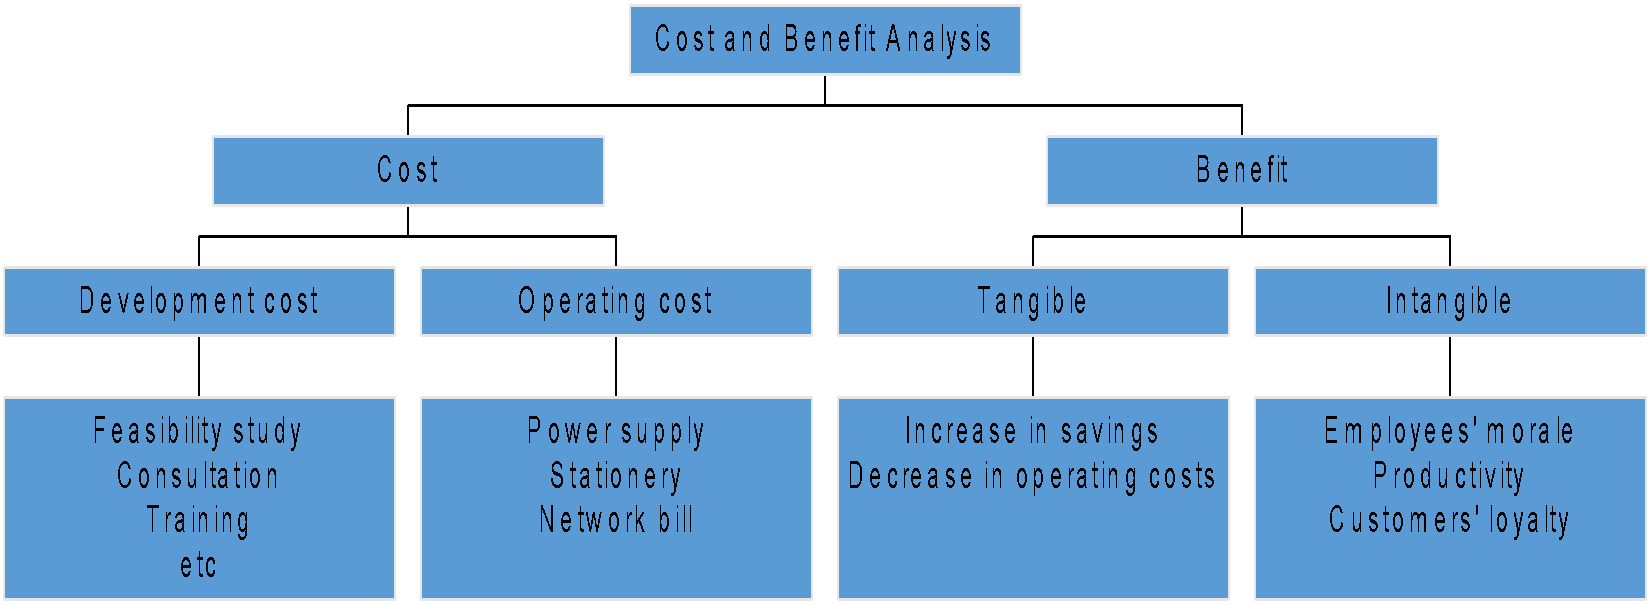 Cost and Benefit Analysis
Cost
Benefit
Development cost
Operating cost
Tangible
Intangible
Feasibility study
Consultation
Training
etc
Power supply
Stationery
Network bill
Increase in savings
Decrease in operating costs
Employees' morale
Productivity
Customers' loyalty